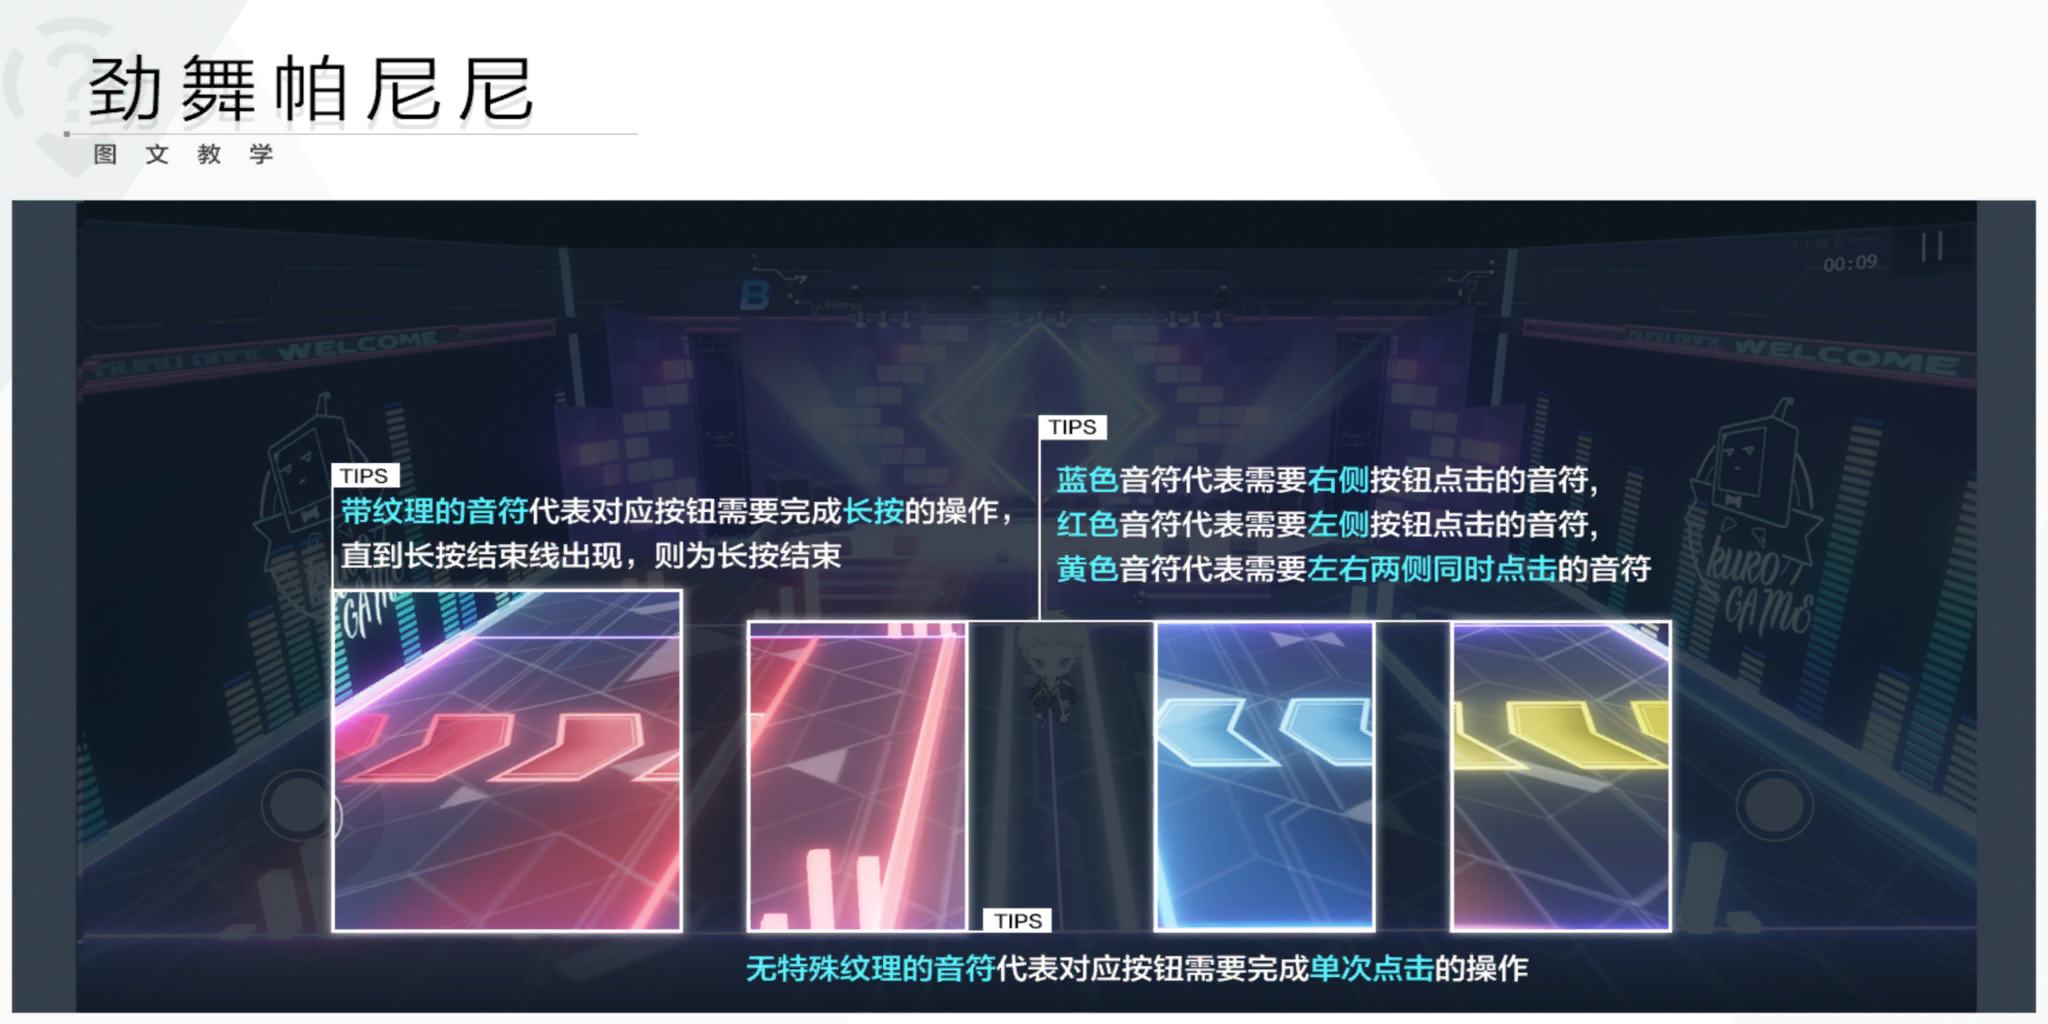 劲舞帕尼尼
图文教学
TIME
00:09
B
WELCOME
WELCOME
TIPS
蓝色音符代表需要右侧按钮点击的音符,
红色音符代表需要左侧按钮点击的音符,
黄色音符代表需要左右两侧同时点击的音符
TIPS
带纹理的音符代表对应按钮需要完成长按的操作，
直到长按结束线出现，则为长按结束
GAME
KURO
GAME
TIPS
无特殊纹理的音符代表对应按钮需要完成单次点击的操作